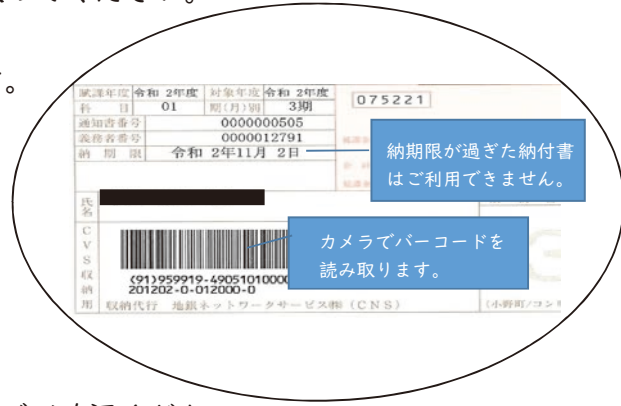 ください。
。
賦課年度 令和 2年度 対象年度 令和 2年度
科 目 01 期(月)別 3期
075221
通知書番号 0000000505
義務者番号 0000012791
納 期 限 令和 2年11月 2日
納期限が過ぎた納付書
はご利用できません。
氏名
CVS収納用
カメラでバーコードを
読み取ります。
(91)959919-49051010000
201202-0-012000-0
収納代行 地銀ネットワークサービス㈱ (CNS)
(小野町/コンビ